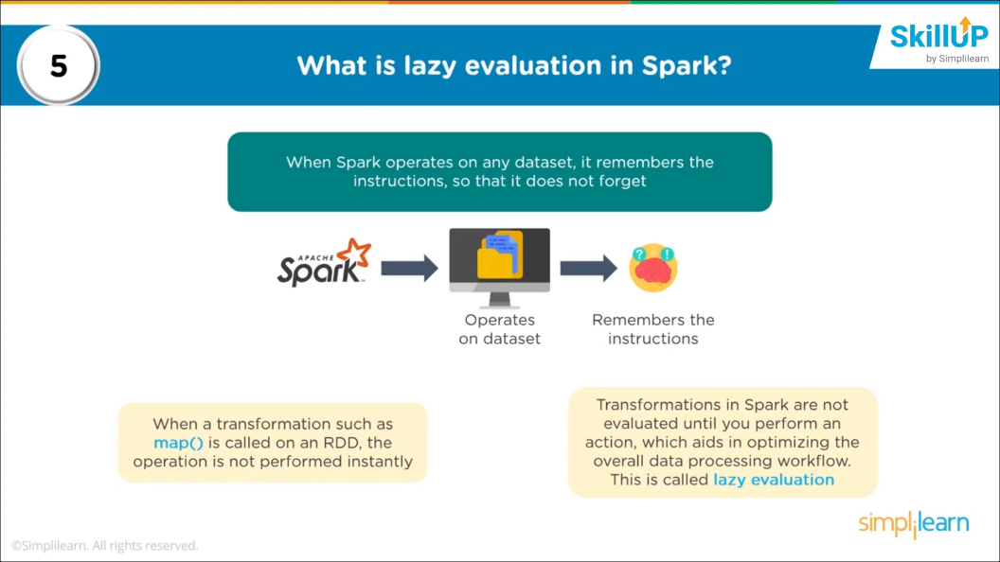 5
What is lazy evaluation in Spark?
SkillUP
by Simplilearn
When Spark operates on any dataset, it remembers the
instructions, so that it does not forget
APACHE
Spark
TM
Operates
on dataset
Remembers the
instructions
?
!
When a transformation such as
map() is called on an RDD, the
operation is not performed instantly
Transformations in Spark are not
evaluated until you perform an
action, which aids in optimizing the
overall data processing workflow.
This is called lazy evaluation
simplilearn
©Simplilearn. All rights reserved.